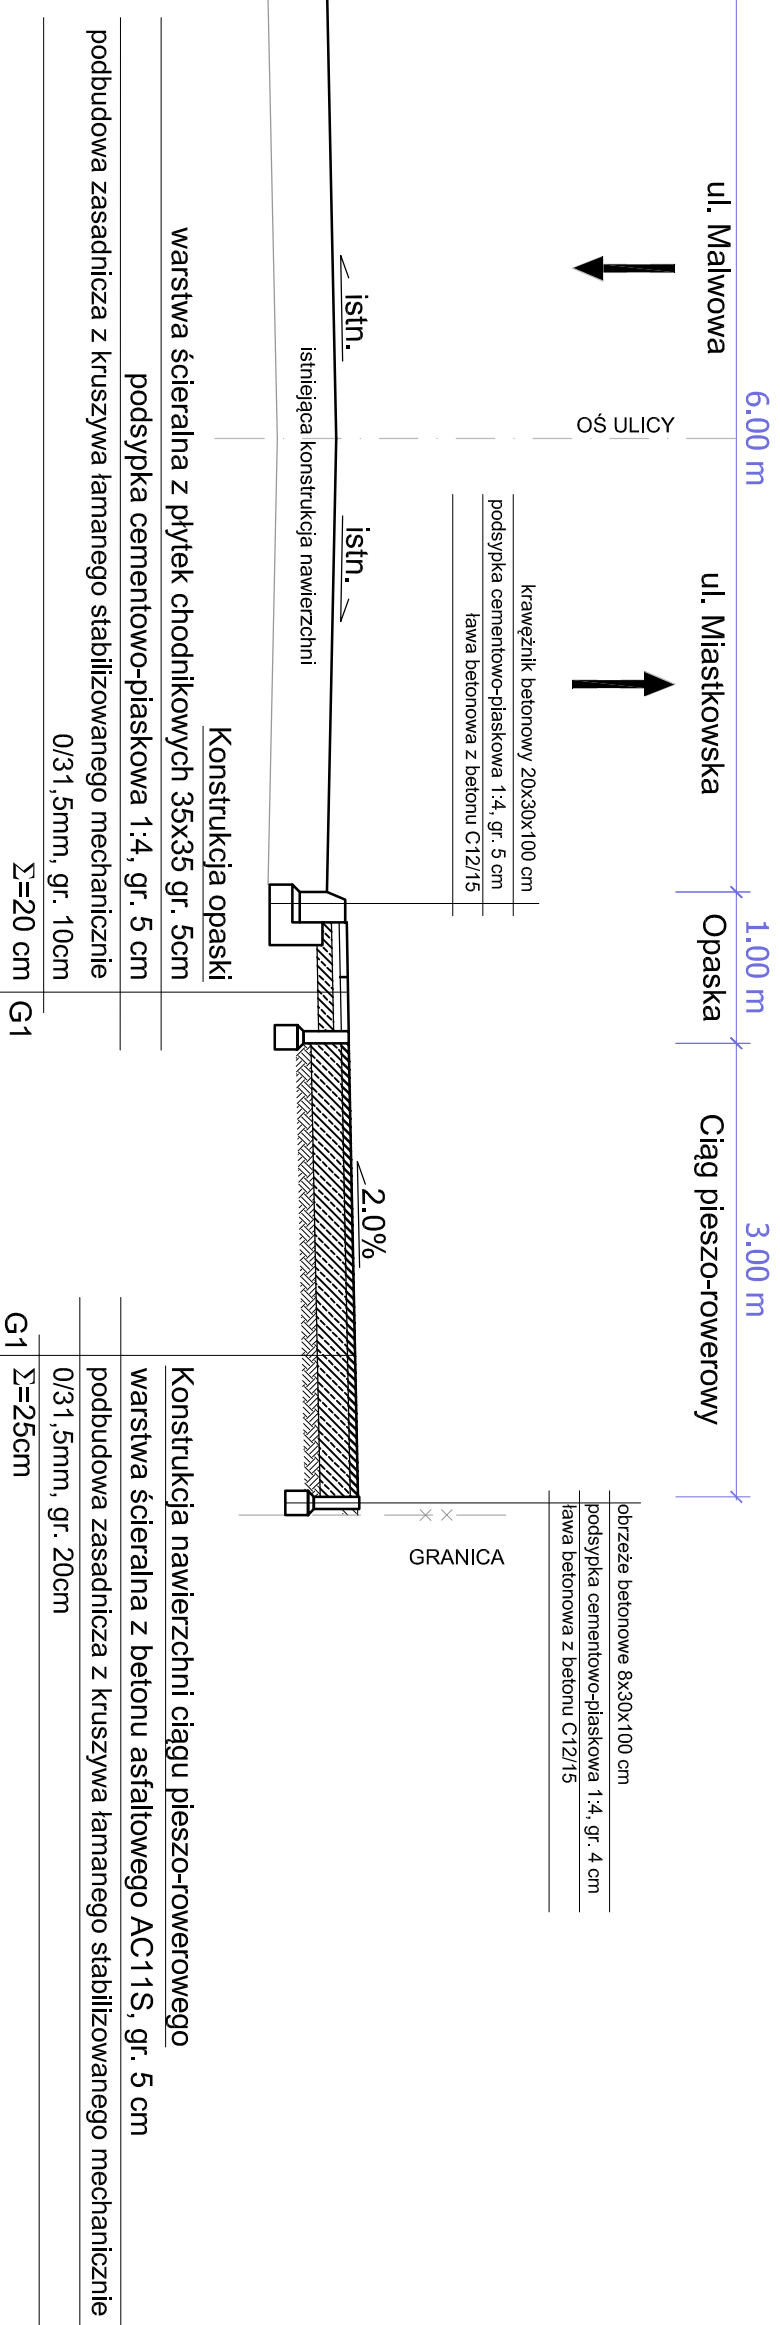 6.00 m
1.00 m
3.00 m
ul. Malwowa
ul. Miastkowska
Opaska
Ciąg pieszo-rowerowy
OŚ ULICY
krawężnik betonowy 20x30x100 cm
podsypka cementowo-piaskowa 1:4, gr. 5 cm
ława betonowa z betonu C12/15
obrzeże betonowe 8x30x100 cm
podsypka cementowo-piaskowa 1:4, gr. 4 cm
ława betonowa z betonu C12/15
GRANICA
istn.
istn.
2.0%
istniejąca konstrukcja nawierzchni
Konstrukcja opaski
warstwa ścieralna z płytek chodnikowych 35x35 gr. 5cm
podsypka cementowo-piaskowa 1:4, gr. 5 cm
podbudowa zasadnicza z kruszywa łamanego stabilizowanego mechanicznie
0/31,5mm, gr. 10cm
Σ=20 cm
G1
Konstrukcja nawierzchni ciągu pieszo-rowerowego
warstwa ścieralna z betonu asfaltowego AC11S, gr. 5 cm
podbudowa zasadnicza z kruszywa łamanego stabilizowanego mechanicznie
0/31,5mm, gr. 20cm
G1
Σ=25cm